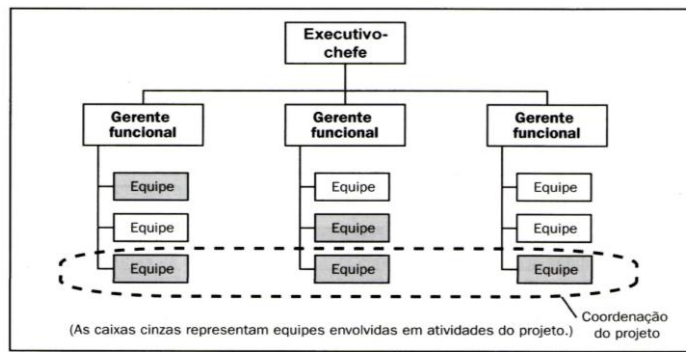 Executivo-
chefe
Gerente
funcional
Gerente
funcional
Gerente
funcional
Equipe
Equipe
Equipe
Equipe
Equipe
Equipe
Equipe
Equipe
Equipe
Coordenação
do projeto
(As caixas cinzas representam equipes envolvidas em atividades do projeto.)